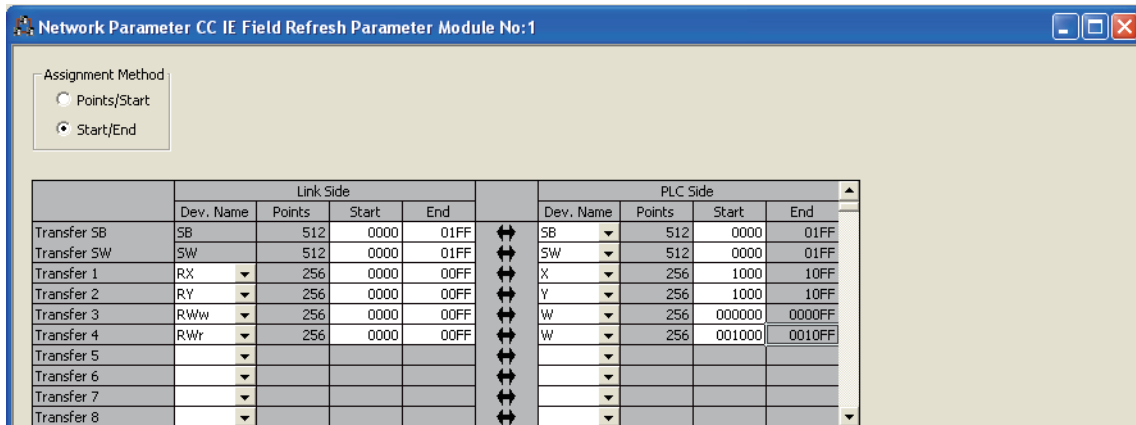 Network Parameter CC IE Field Refresh Parameter Module No:1
Assignment Method
Points/Start
Start/End
Link Side PLC Side
Dev. Name Points Start End Dev. Name Points Start End
Transfer SB SB 512 0000 01FF SB 512 0000 01FF
Transfer SW SW 512 0000 01FF SW 512 0000 01FF
Transfer 1 RX 256 0000 00FF X 256 1000 10FF
Transfer 2 RY 256 0000 00FF Y 256 1000 10FF
Transfer 3 RWw 256 0000 00FF W 256 000000 0000FF
Transfer 4 RWr 256 0000 00FF W 256 001000 0010FF
Transfer 5
Transfer 6
Transfer 7
Transfer 8